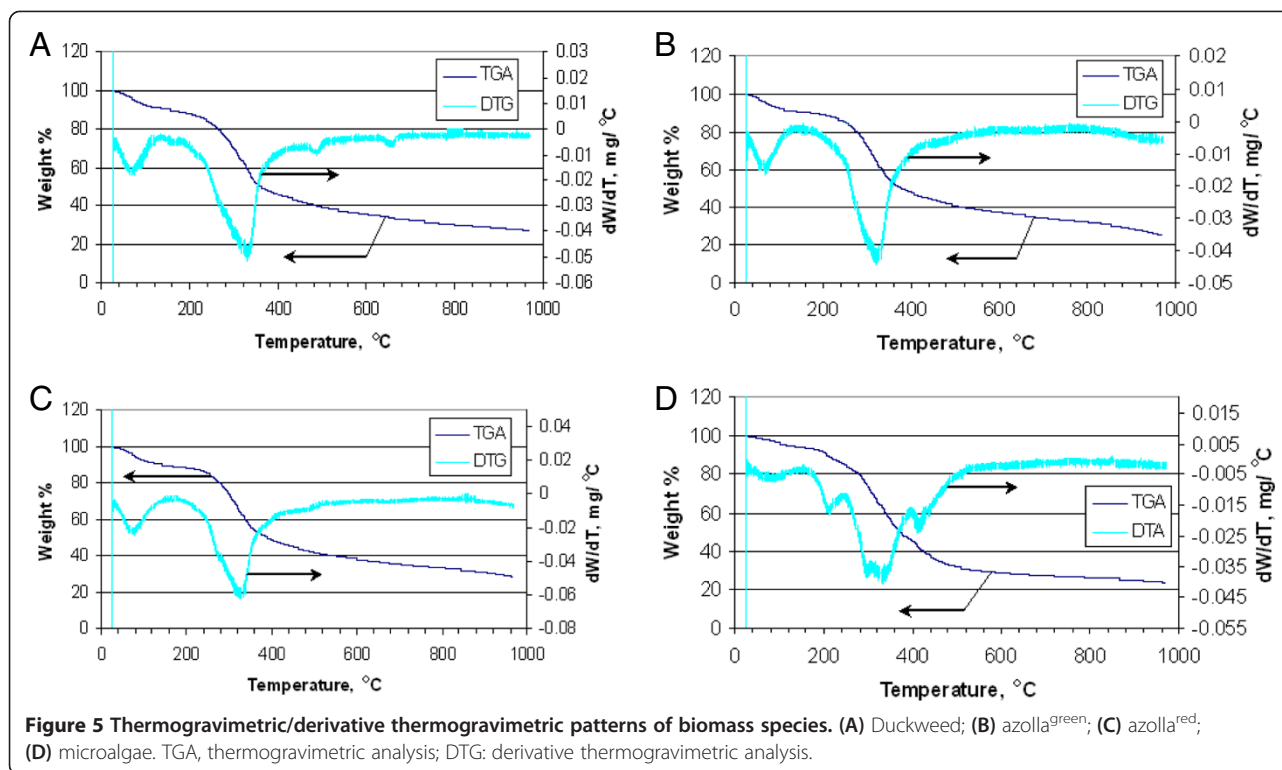 A
120
100
80
60
40
20
0
Weight %
0.03
0.02
0.01
0
-0.01
-0.02
-0.03
-0.04
-0.05
-0.06
dW/dT, mg/ °C
TGA
DTG
0 200 400 600 800 1000
Temperature, °C
B
120
100
80
60
40
20
0
Weight %
0.02
0.01
0
-0.01
-0.02
-0.03
-0.04
-0.05
dW/dT, mg/ °C
TGA
DTG
0 200 400 600 800 1000
Temperature, °C
C
120
100
80
60
40
20
0
Weight %
0.04
0.02
0
-0.02
-0.04
-0.06
-0.08
dW/dT, mg/ °C
TGA
DTG
0 200 400 600 800 1000
Temperature, °C
D
120
100
80
60
40
20
0
Weight %
0.015
0.005
-0.005
-0.015
-0.025
-0.035
-0.045
-0.055
dW/dT, mg/ °C
TGA
DTA
0 200 400 600 800 1000
Temperature, °C
Figure 5 Thermogravimetric/derivative thermogravimetric patterns of biomass species. (A) Duckweed; (B) azolla^green; (C) azolla^red;
(D) microalgae. TGA, thermogravimetric analysis; DTG: derivative thermogravimetric analysis.